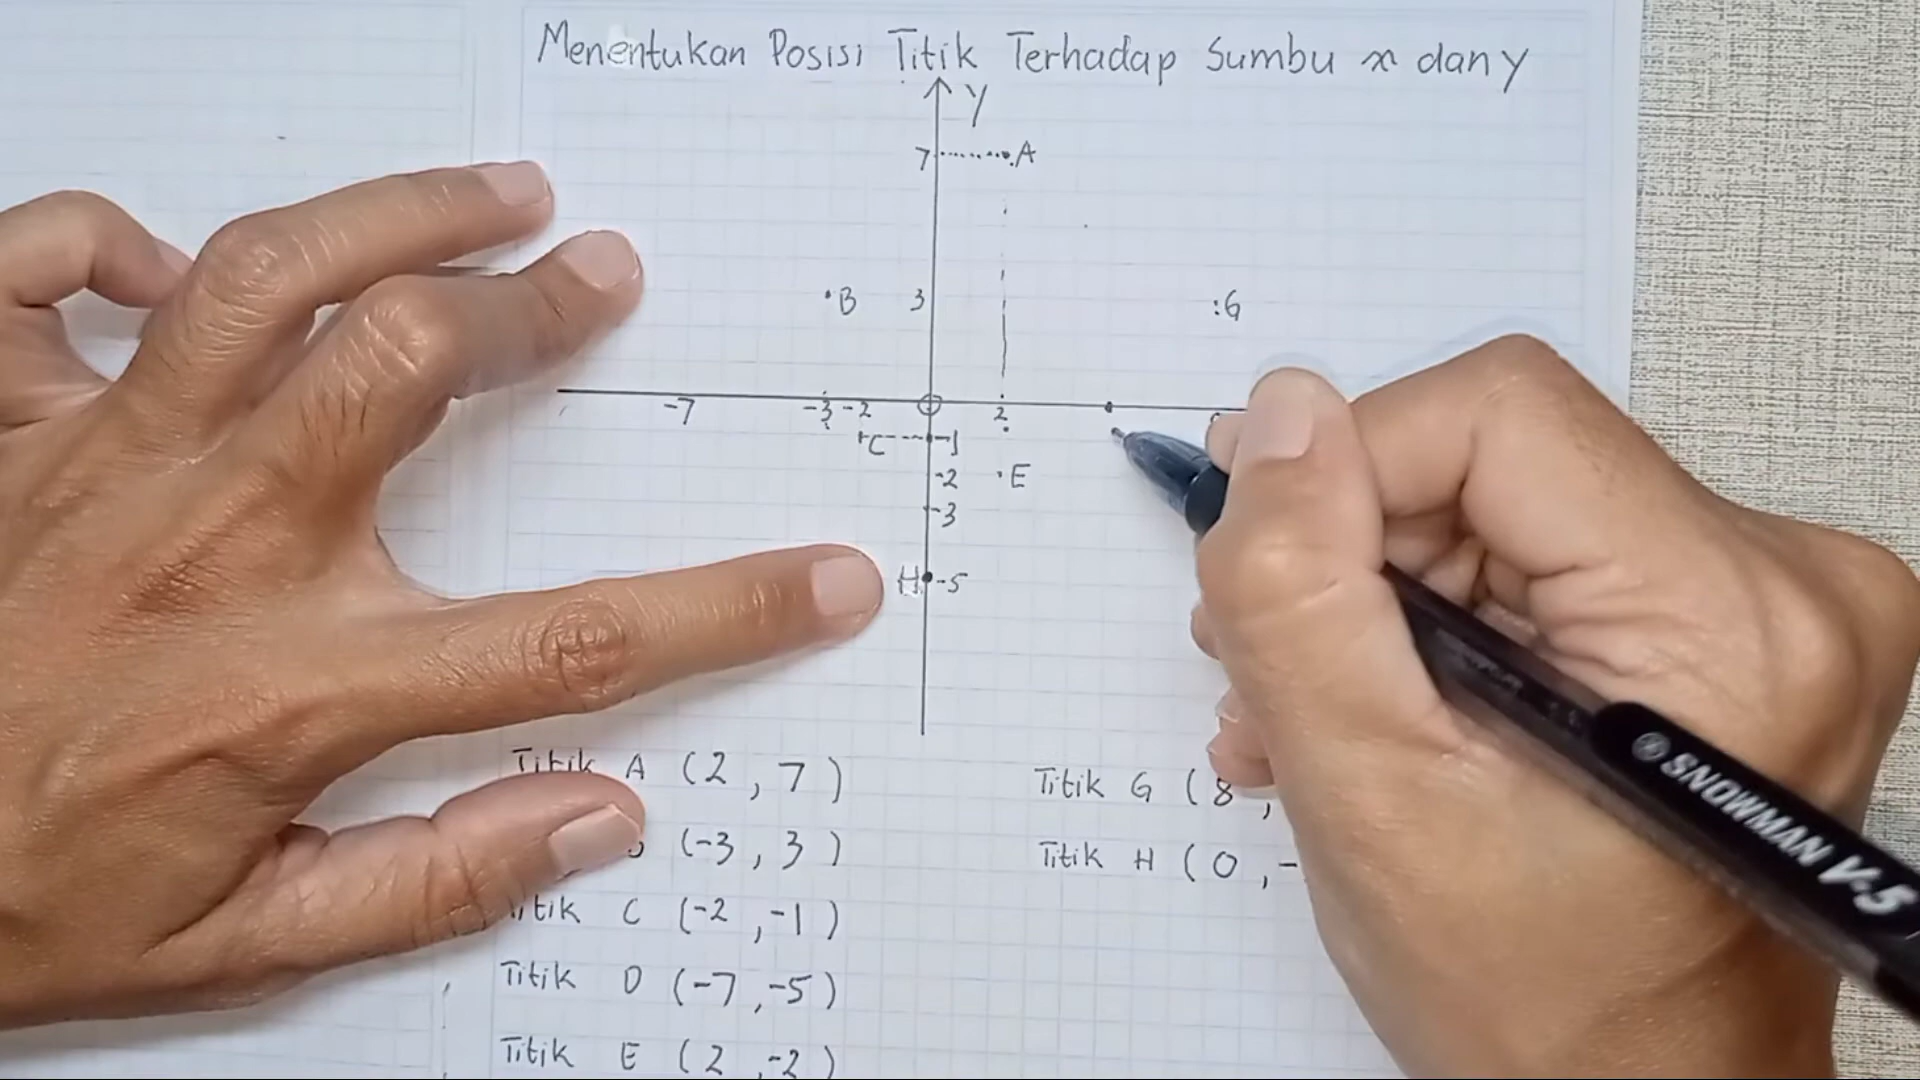 Menentukan Posisi Titik Terhadap Sumbu x dan y
Y
7 A
B 3 G
-7 -3 -2 2
C -1
-2 E
-3
H -5
Titik A (2 , 7)
Titik G (8 ,
(-3 , 3)
Titik H (0 , -
C (-2 , -1)
Titik D (-7 , -5)
Titik E (2 , -2)
SNOWMAN V-5